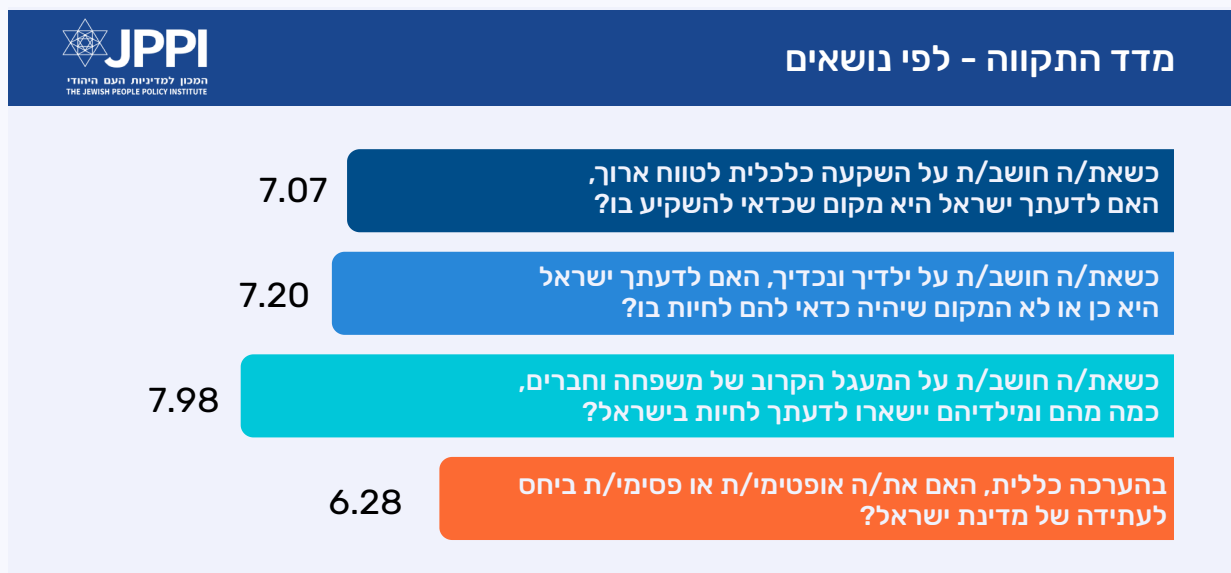 מדד התקווה - לפי נושאים
JPPI
המכון למדיניות העם היהודי
THE JEWISH PEOPLE POLICY INSTITUTE
כשאת/ה חושב/ת על השקעה כלכלית לטווח ארוך,
האם לדעתך ישראל היא מקום שכדאי להשקיע בו?
7.07
כשאת/ה חושב/ת על ילדיך ונכדיך, האם לדעתך ישראל
היא כן או לא המקום שיהיה כדאי להם לחיות בו?
7.20
כשאת/ה חושב/ת על המעגל הקרוב של משפחה וחברים,
כמה מהם ומילדיהם יישארו לדעתך לחיות בישראל?
7.98
בהערכה כללית, האם את/ה אופטימי/ת או פסימי/ת ביחס
לעתידה של מדינת ישראל?
6.28